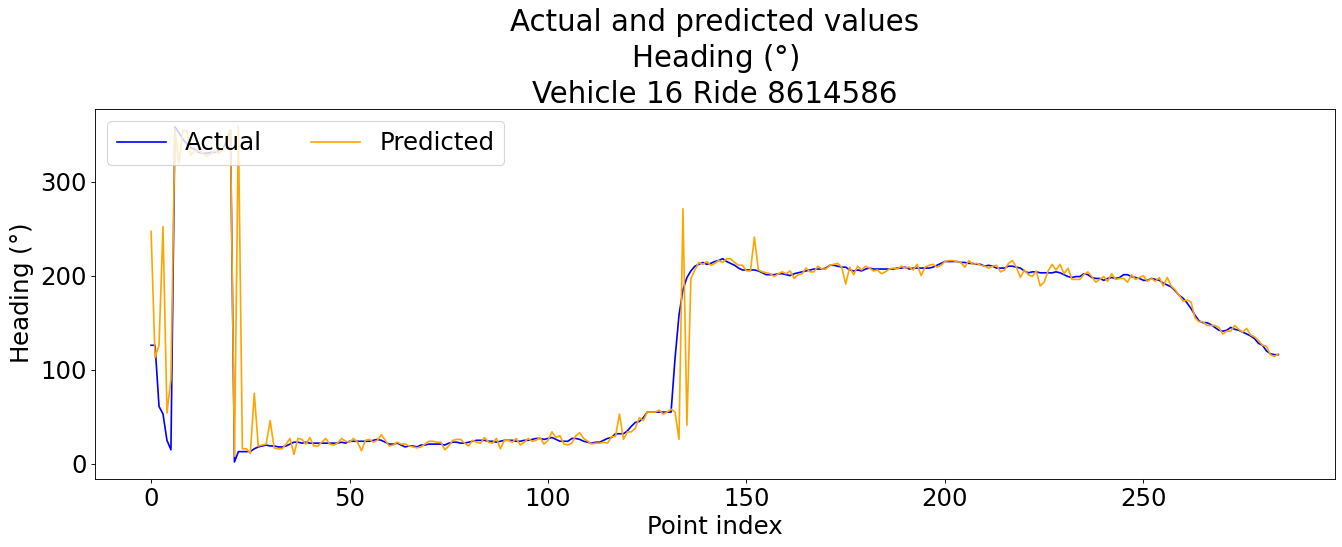 Actual and predicted values
Heading (°)
Vehicle 16 Ride 8614586
Actual
Predicted
Heading (°)
300
200
100
0
0
50
100
150
200
250
Point index